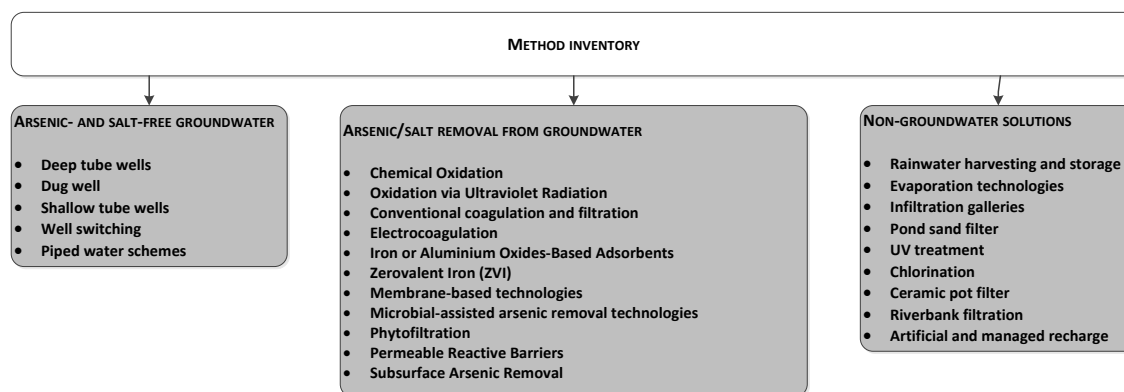 METHOD INVENTORY
ARSENIC- AND SALT-FREE GROUNDWATER
• Deep tube wells
• Dug well
• Shallow tube wells
• Well switching
• Piped water schemes
ARSENIC/SALT REMOVAL FROM GROUNDWATER
• Chemical Oxidation
• Oxidation via Ultraviolet Radiation
• Conventional coagulation and filtration
• Electrocoagulation
• Iron or Aluminium Oxides-Based Adsorbents
• Zerovalent Iron (ZVI)
• Membrane-based technologies
• Microbial-assisted arsenic removal technologies
• Phytofiltration
• Permeable Reactive Barriers
• Subsurface Arsenic Removal
NON-GROUNDWATER SOLUTIONS
• Rainwater harvesting and storage
• Evaporation technologies
• Infiltration galleries
• Pond sand filter
• UV treatment
• Chlorination
• Ceramic pot filter
• Riverbank filtration
• Artificial and managed recharge